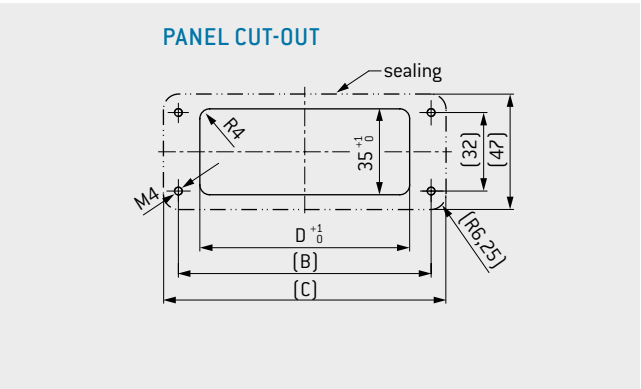 PANEL CUT-OUT
sealing
R4
35 +1 0
(32)
(47)
M4
D +1 0
(R6,25)
(B)
(C)